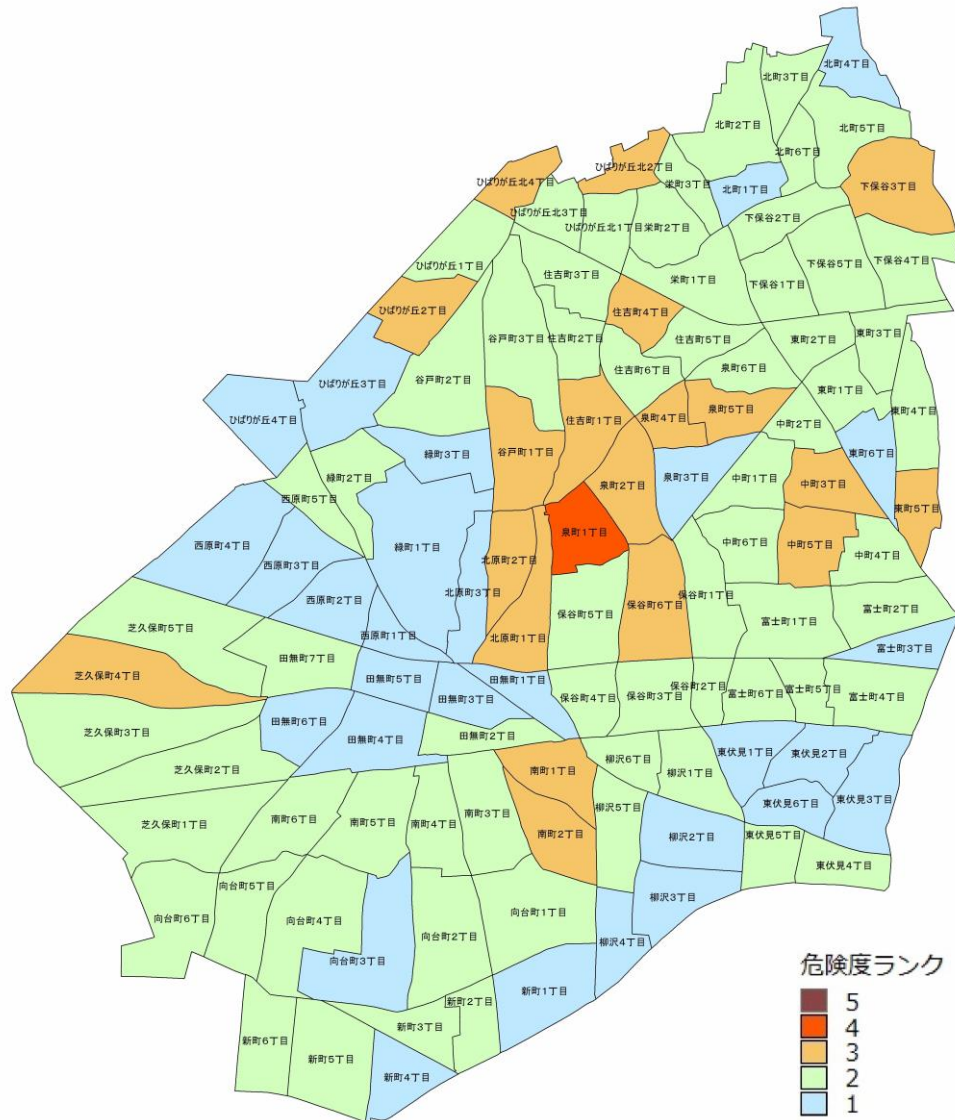 北町4丁目
北町3丁目
北町2丁目
北町5丁目
北町6丁目
ひばりが丘北2丁目
ひばりが丘北4丁目
栄町3丁目
北町1丁目
下保谷3丁目
ひばりが丘北3丁目
下保谷2丁目
ひばりが丘北1丁目
栄町2丁目
下保谷5丁目
下保谷4丁目
ひばりが丘1丁目
住吉町3丁目
栄町1丁目
下保谷1丁目
ひばりが丘2丁目
住吉町4丁目
谷戸町3丁目
住吉町2丁目
住吉町5丁目
東町2丁目
東町3丁目
ひばりが丘3丁目
谷戸町2丁目
住吉町6丁目
泉町6丁目
東町1丁目
東町4丁目
ひばりが丘4丁目
住吉町1丁目
泉町4丁目
泉町5丁目
中町2丁目
谷戸町1丁目
緑町3丁目
東町6丁目
緑町2丁目
泉町2丁目
泉町3丁目
中町1丁目
中町3丁目
西原町5丁目
東町5丁目
泉町1丁目
西原町4丁目
緑町1丁目
中町6丁目
中町5丁目
中町4丁目
西原町3丁目
北原町2丁目
西原町2丁目
北原町3丁目
保谷町1丁目
保谷町6丁目
保谷町5丁目
富士町2丁目
芝久保町5丁目
西原町1丁目
北原町1丁目
富士町1丁目
富士町3丁目
田無町7丁目
芝久保町4丁目
田無町5丁目
田無町1丁目
田無町3丁目
保谷町4丁目
保谷町3丁目
保谷町2丁目
富士町6丁目
富士町5丁目
富士町4丁目
田無町6丁目
芝久保町3丁目
田無町4丁目
田無町2丁目
東伏見1丁目
東伏見2丁目
芝久保町2丁目
南町1丁目
柳沢6丁目
柳沢1丁目
東伏見3丁目
芝久保町1丁目
南町6丁目
南町5丁目
南町4丁目
南町3丁目
柳沢5丁目
東伏見6丁目
南町2丁目
柳沢2丁目
東伏見5丁目
東伏見4丁目
向台町5丁目
向台町6丁目
向台町4丁目
向台町1丁目
柳沢3丁目
向台町2丁目
柳沢4丁目
向台町3丁目
新町1丁目
新町2丁目
新町3丁目
新町6丁目
新町5丁目
新町4丁目
危険度ランク
5
4
3
2
1